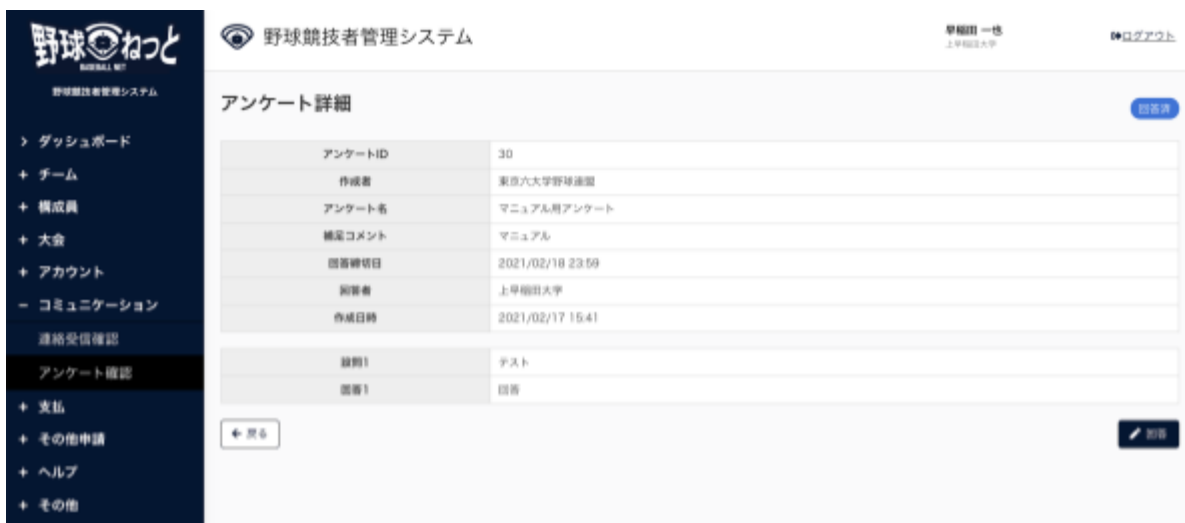 野球ねっと
BASEBALL NET
野球競技者管理システム
> ダッシュボード
+ チーム
+ 構成員
+ 大会
+ アカウント
- コミュニケーション
連絡受信確認
アンケート確認
+ 支払
+ その他申請
+ ヘルプ
+ その他
野球競技者管理システム
早稲田 一也
上早稲田大学
ログアウト
アンケート詳細
回答済
アンケートID 30
作成者 東京六大学野球連盟
アンケート名 マニュアル用アンケート
補足コメント マニュアル
回答締切日 2021/02/18 23:59
回答者 上早稲田大学
作成日時 2021/02/17 15:41
設問1 テスト
回答1 回答
戻る
回答